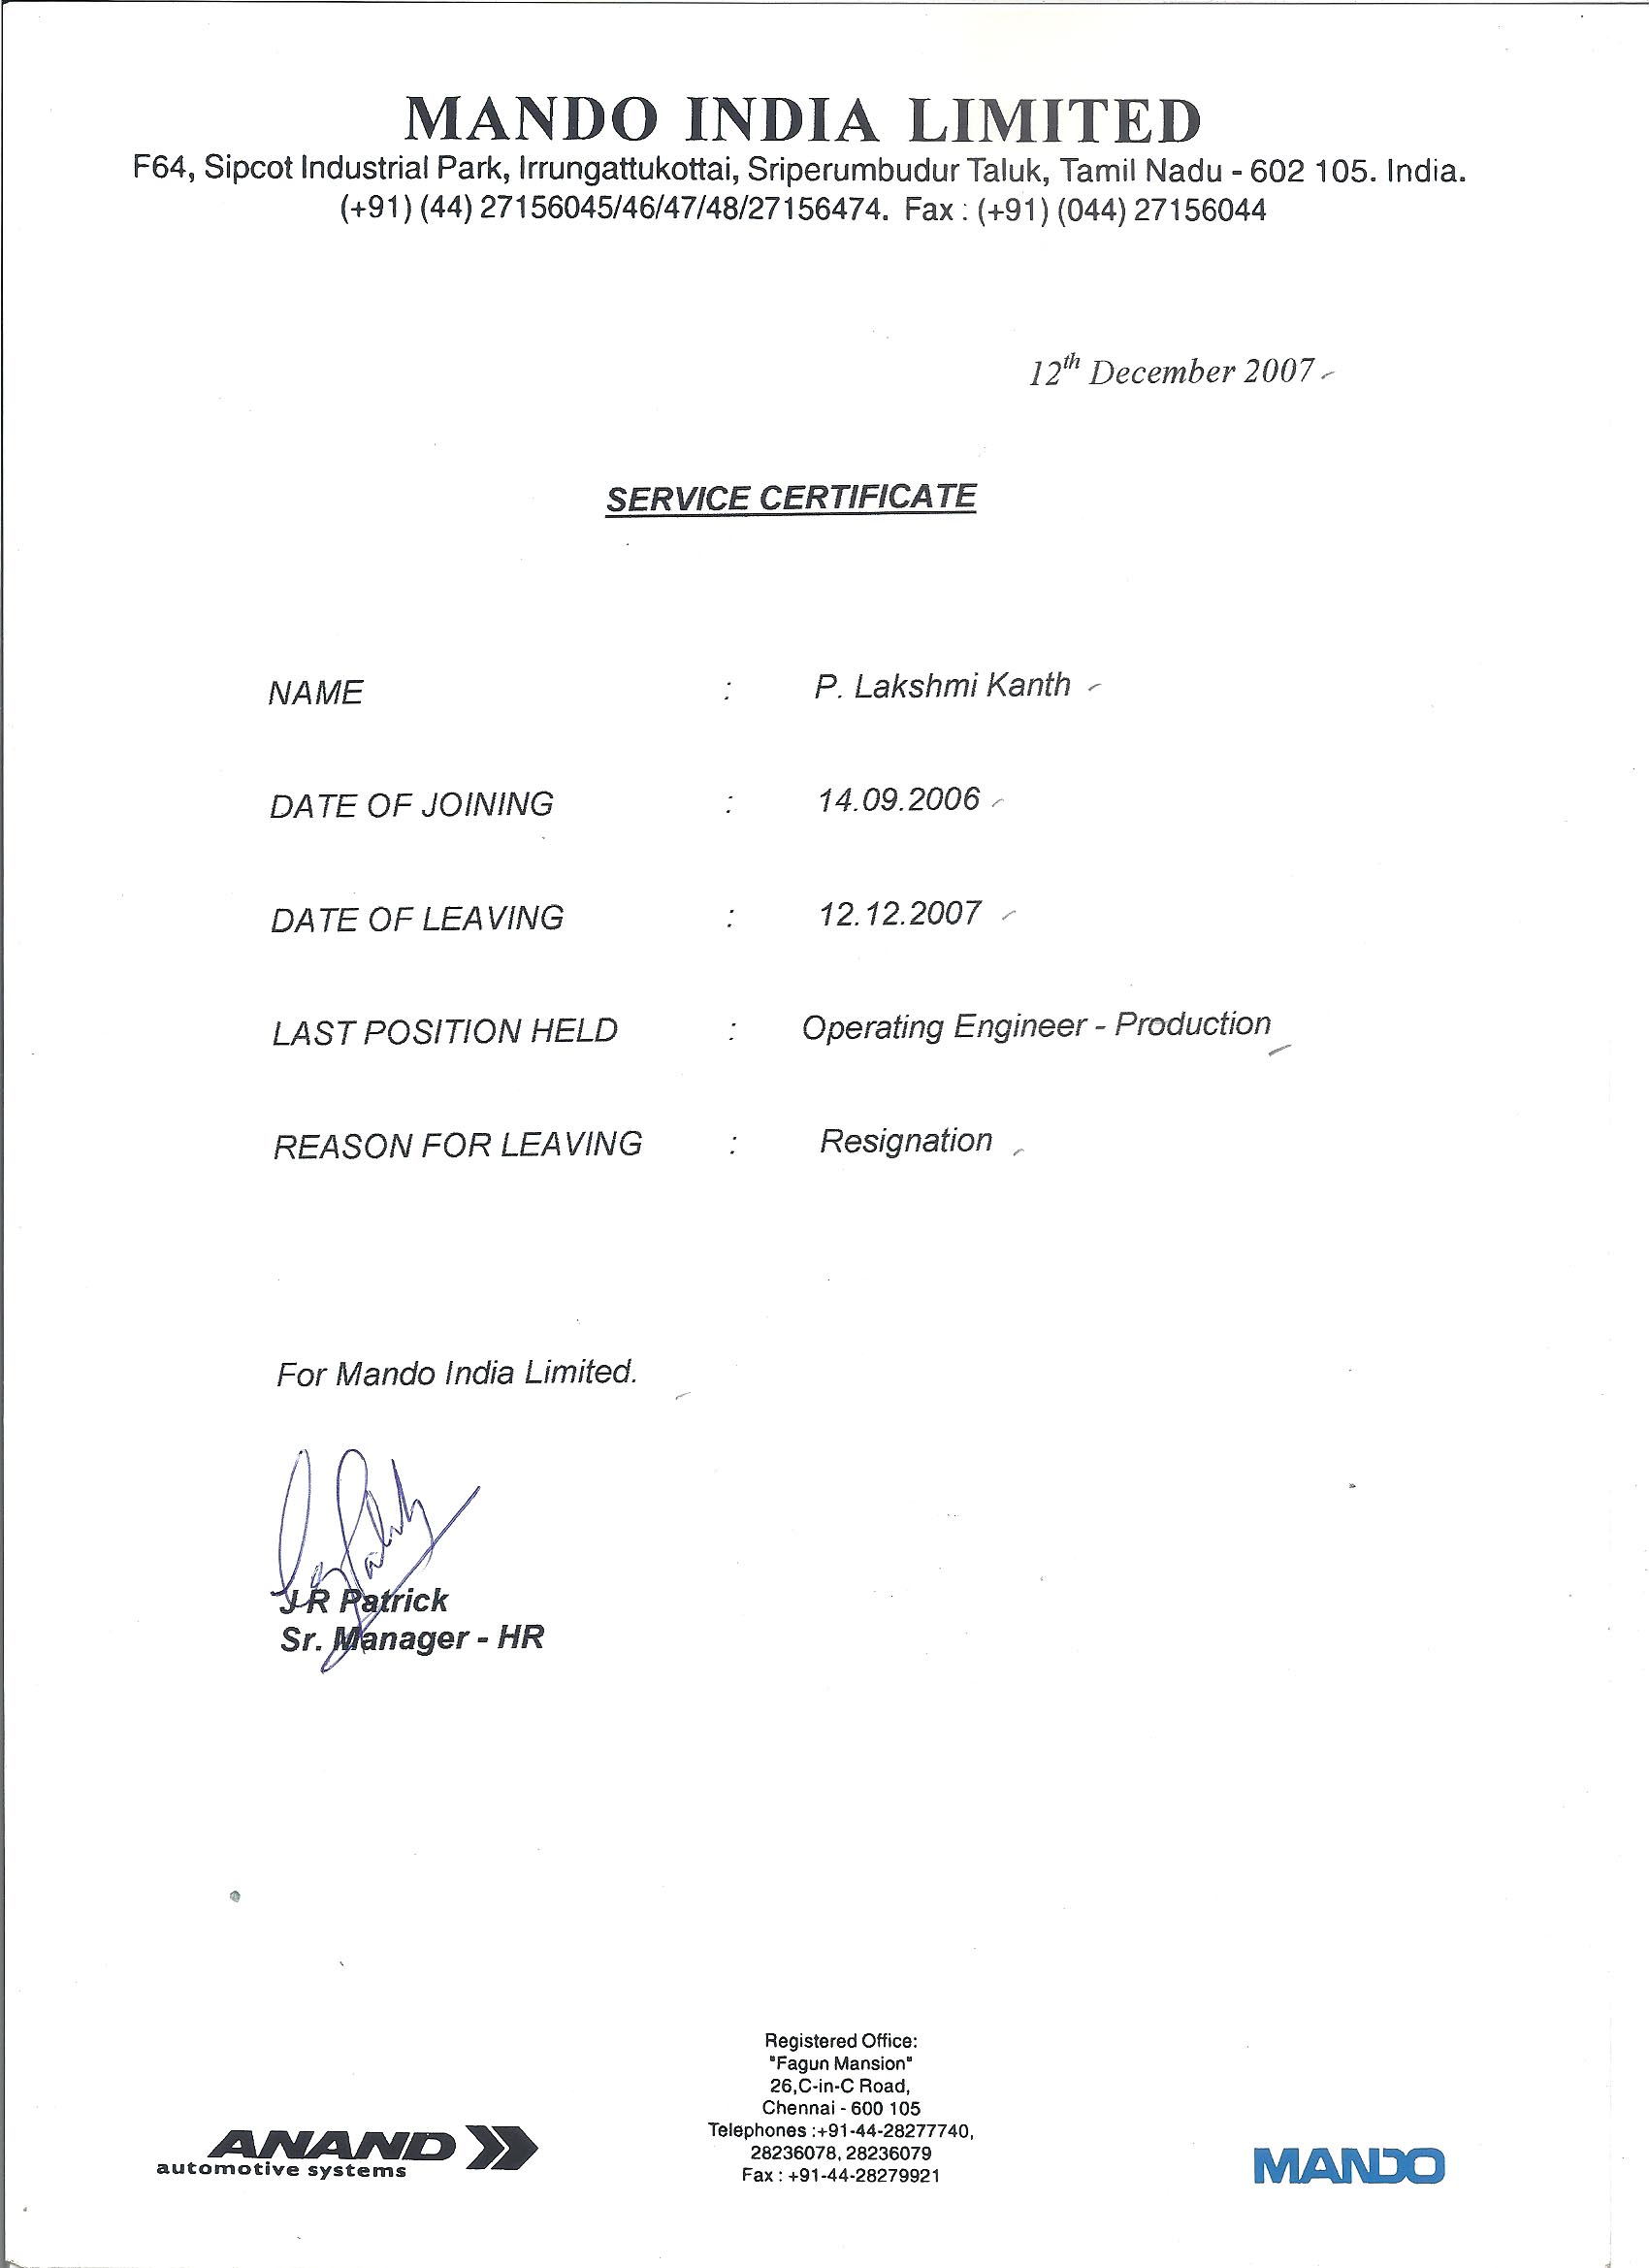 MANDO INDIA LIMITED
F64, Sipcot Industrial Park, Irrungattukottai, Sriperumbudur Taluk, Tamil Nadu - 602 105. India.
(+91) (44) 27156045/46/47/48/27156474. Fax : (+91) (044) 27156044
12th December 2007
SERVICE CERTIFICATE
NAME : P. Lakshmi Kanth
DATE OF JOINING : 14.09.2006
DATE OF LEAVING : 12.12.2007
LAST POSITION HELD : Operating Engineer - Production
REASON FOR LEAVING : Resignation
For Mando India Limited.
J R Patrick
Sr. Manager - HR
Registered Office:
"Fagun Mansion"
26,C-in-C Road,
Chennai - 600 105
Telephones :+91-44-28277740,
28236078, 28236079
Fax : +91-44-28279921
ANAND
automotive systems
MANDO